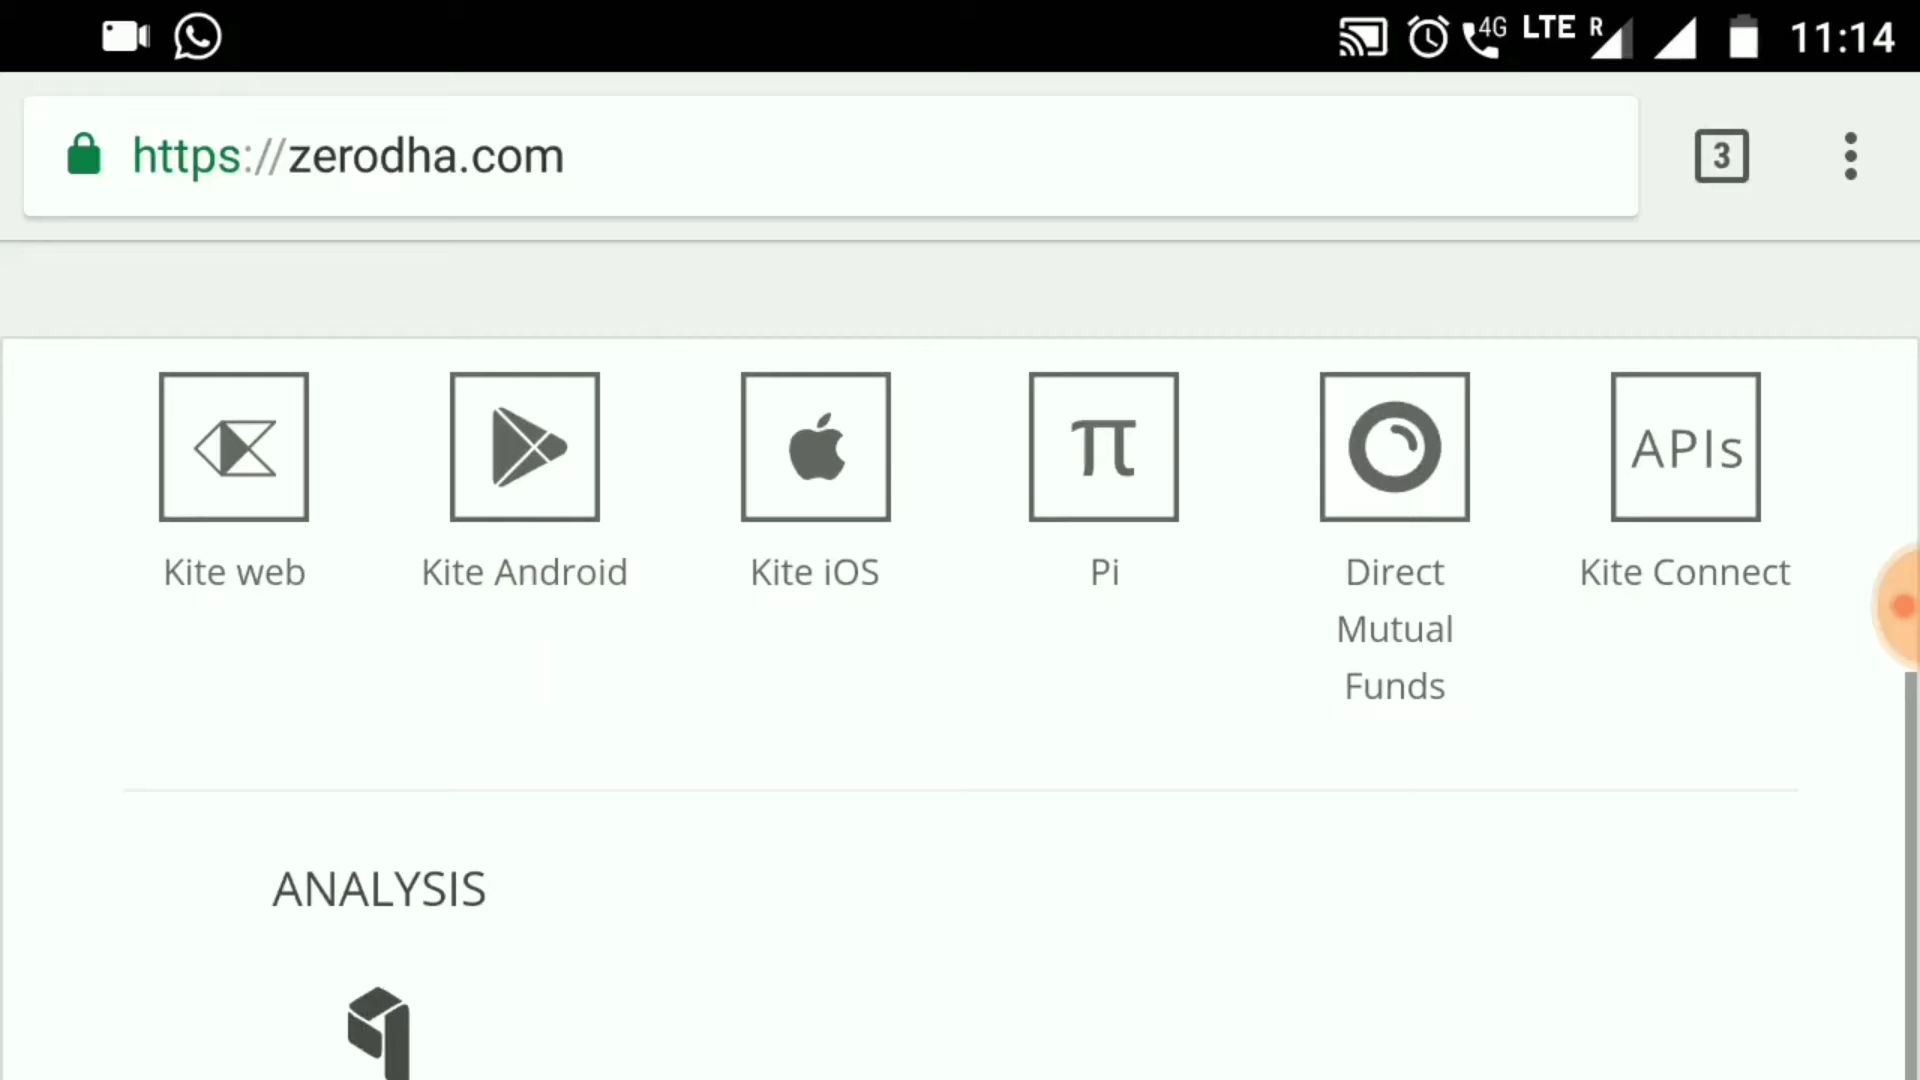 4G LTE R 11:14
https://zerodha.com
3
π
APIs
Kite web
Kite Android
Kite iOS
Pi
Direct
Mutual
Funds
Kite Connect
ANALYSIS